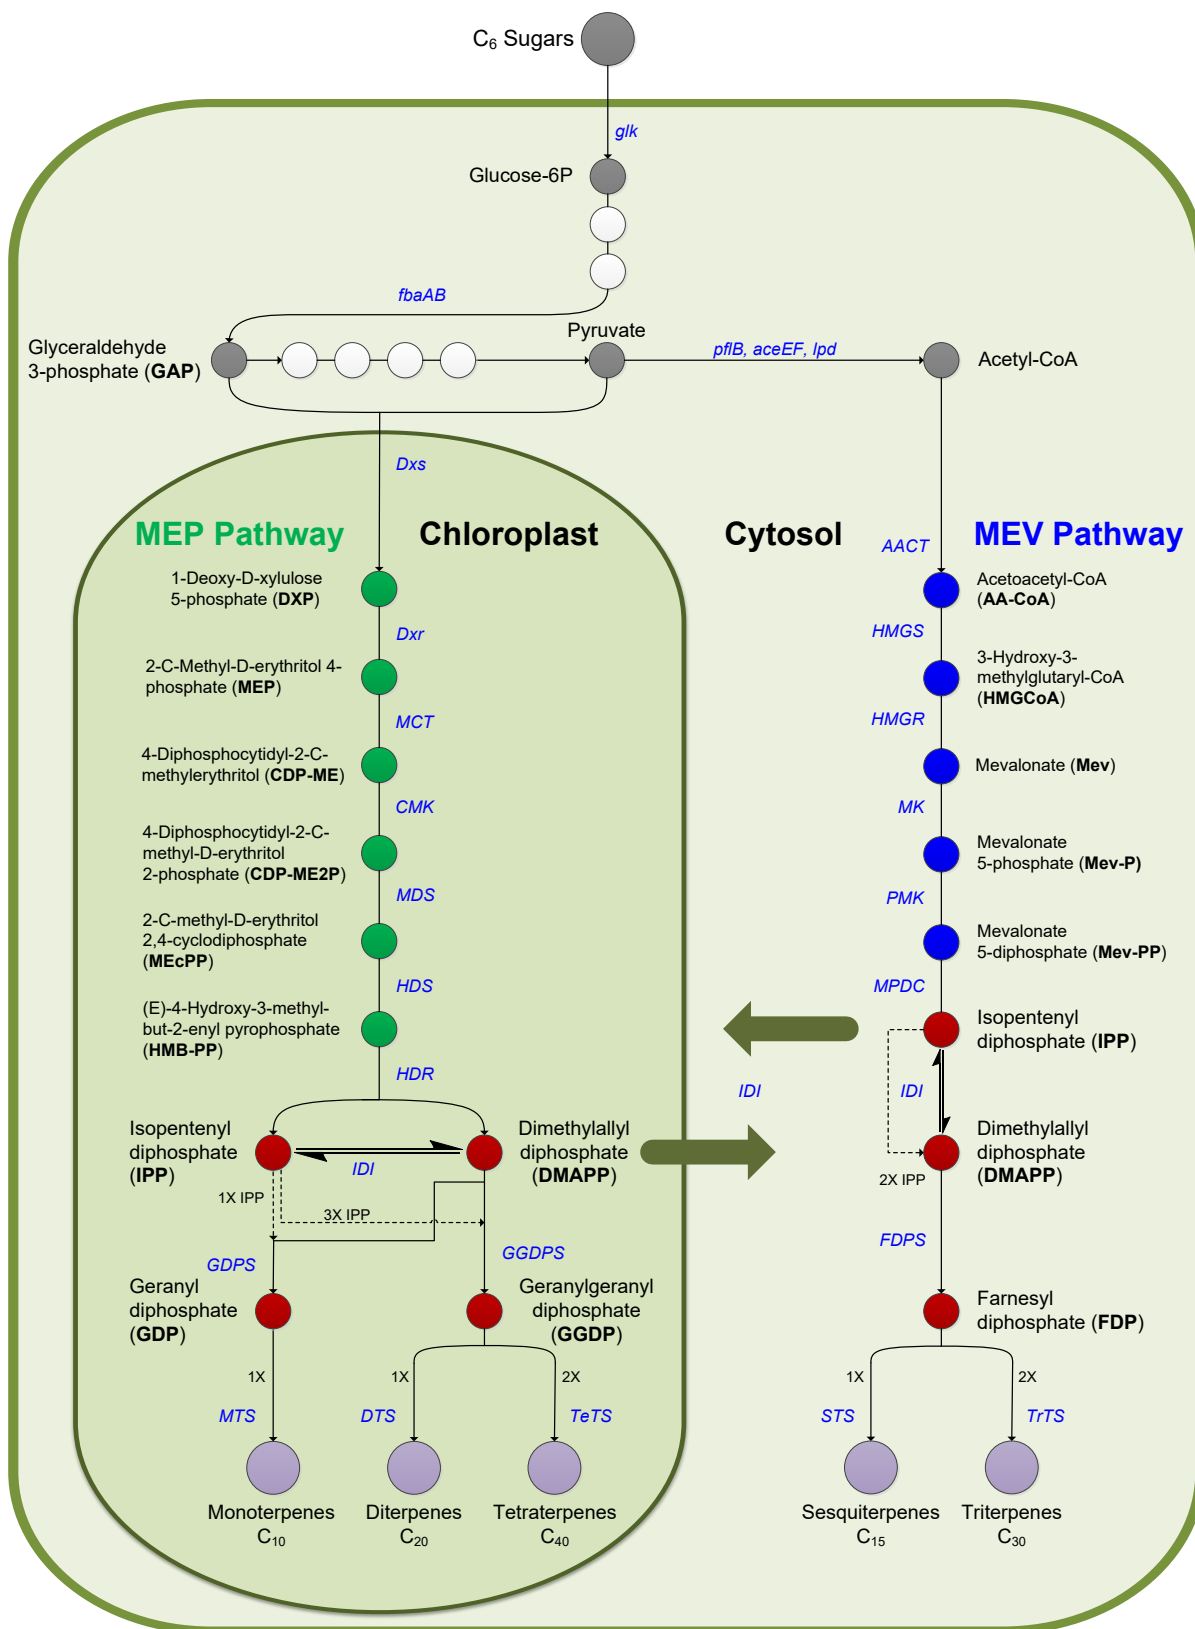 C6 Sugars
glk
Glucose-6P
fbaAB
Glyceraldehyde
3-phosphate (GAP)
Pyruvate
pflB, aceEF, lpd
Acetyl-CoA
Dxs
MEP Pathway
Chloroplast
Cytosol
MEV Pathway
AACT
1-Deoxy-D-xylulose
5-phosphate (DXP)
Acetoacetyl-CoA
(AA-CoA)
Dxr
HMGS
2-C-Methyl-D-erythritol 4-
phosphate (MEP)
3-Hydroxy-3-
methylglutaryl-CoA
(HMGCoA)
MCT
HMGR
4-Diphosphocytidyl-2-C-
methylerythritol (CDP-ME)
Mevalonate (Mev)
CMK
MK
4-Diphosphocytidyl-2-C-
methyl-D-erythritol
2-phosphate (CDP-ME2P)
Mevalonate
5-phosphate (Mev-P)
MDS
PMK
2-C-methyl-D-erythritol
2,4-cyclodiphosphate
(MEcPP)
Mevalonate
5-diphosphate (Mev-PP)
HDS
MPDC
(E)-4-Hydroxy-3-methyl-
but-2-enyl pyrophosphate
(HMB-PP)
Isopentenyl
diphosphate (IPP)
HDR
IDI
IDI
Isopentenyl
diphosphate
(IPP)
IDI
Dimethylallyl
diphosphate
(DMAPP)
Dimethylallyl
diphosphate
(DMAPP)
1X IPP
3X IPP
2X IPP
GDPS
GGDPS
FDPS
Geranyl
diphosphate
(GDP)
Geranylgeranyl
diphosphate
(GGDP)
Farnesyl
diphosphate (FDP)
1X
1X
2X
1X
2X
MTS
DTS
TeTS
STS
TrTS
Monoterpenes
C10
Diterpenes
C20
Tetraterpenes
C40
Sesquiterpenes
C15
Triterpenes
C30